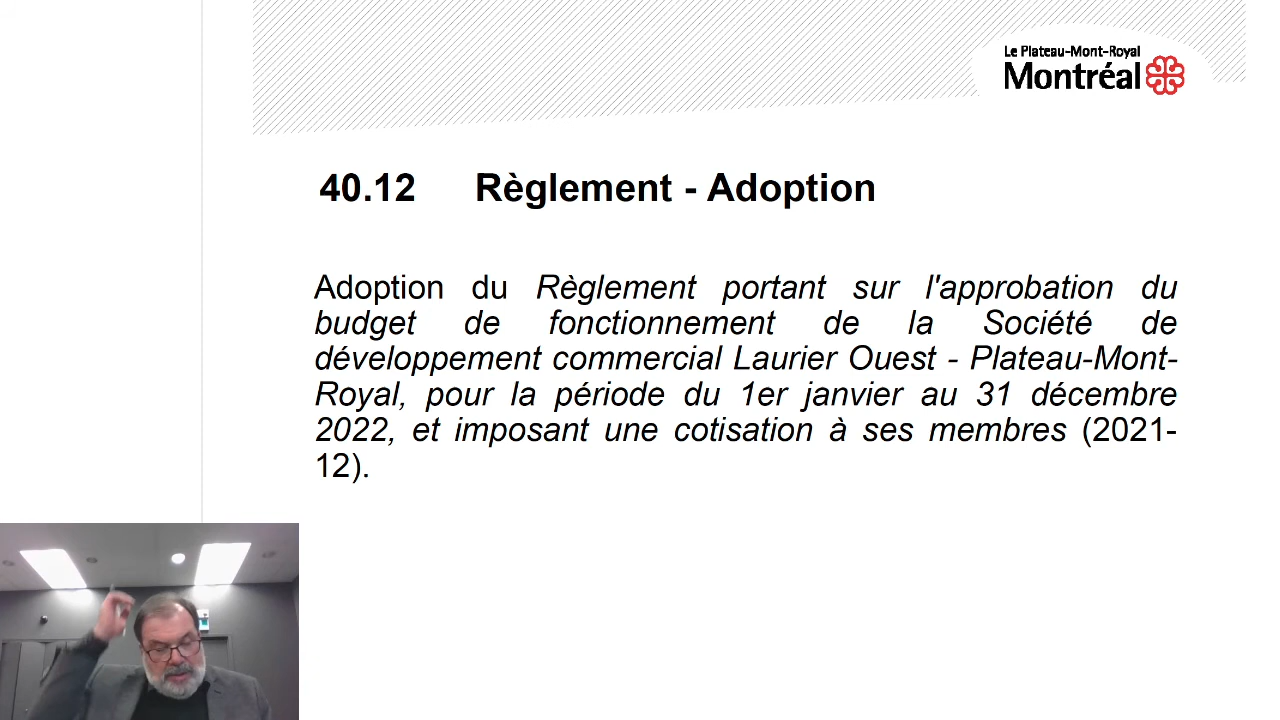 Le Plateau-Mont-Royal
Montréal
40.12 Règlement - Adoption
Adoption du Règlement portant sur l'approbation du
budget de fonctionnement de la Société de
développement commercial Laurier Ouest - Plateau-Mont-
Royal, pour la période du 1er janvier au 31 décembre
2022, et imposant une cotisation à ses membres (2021-
12).